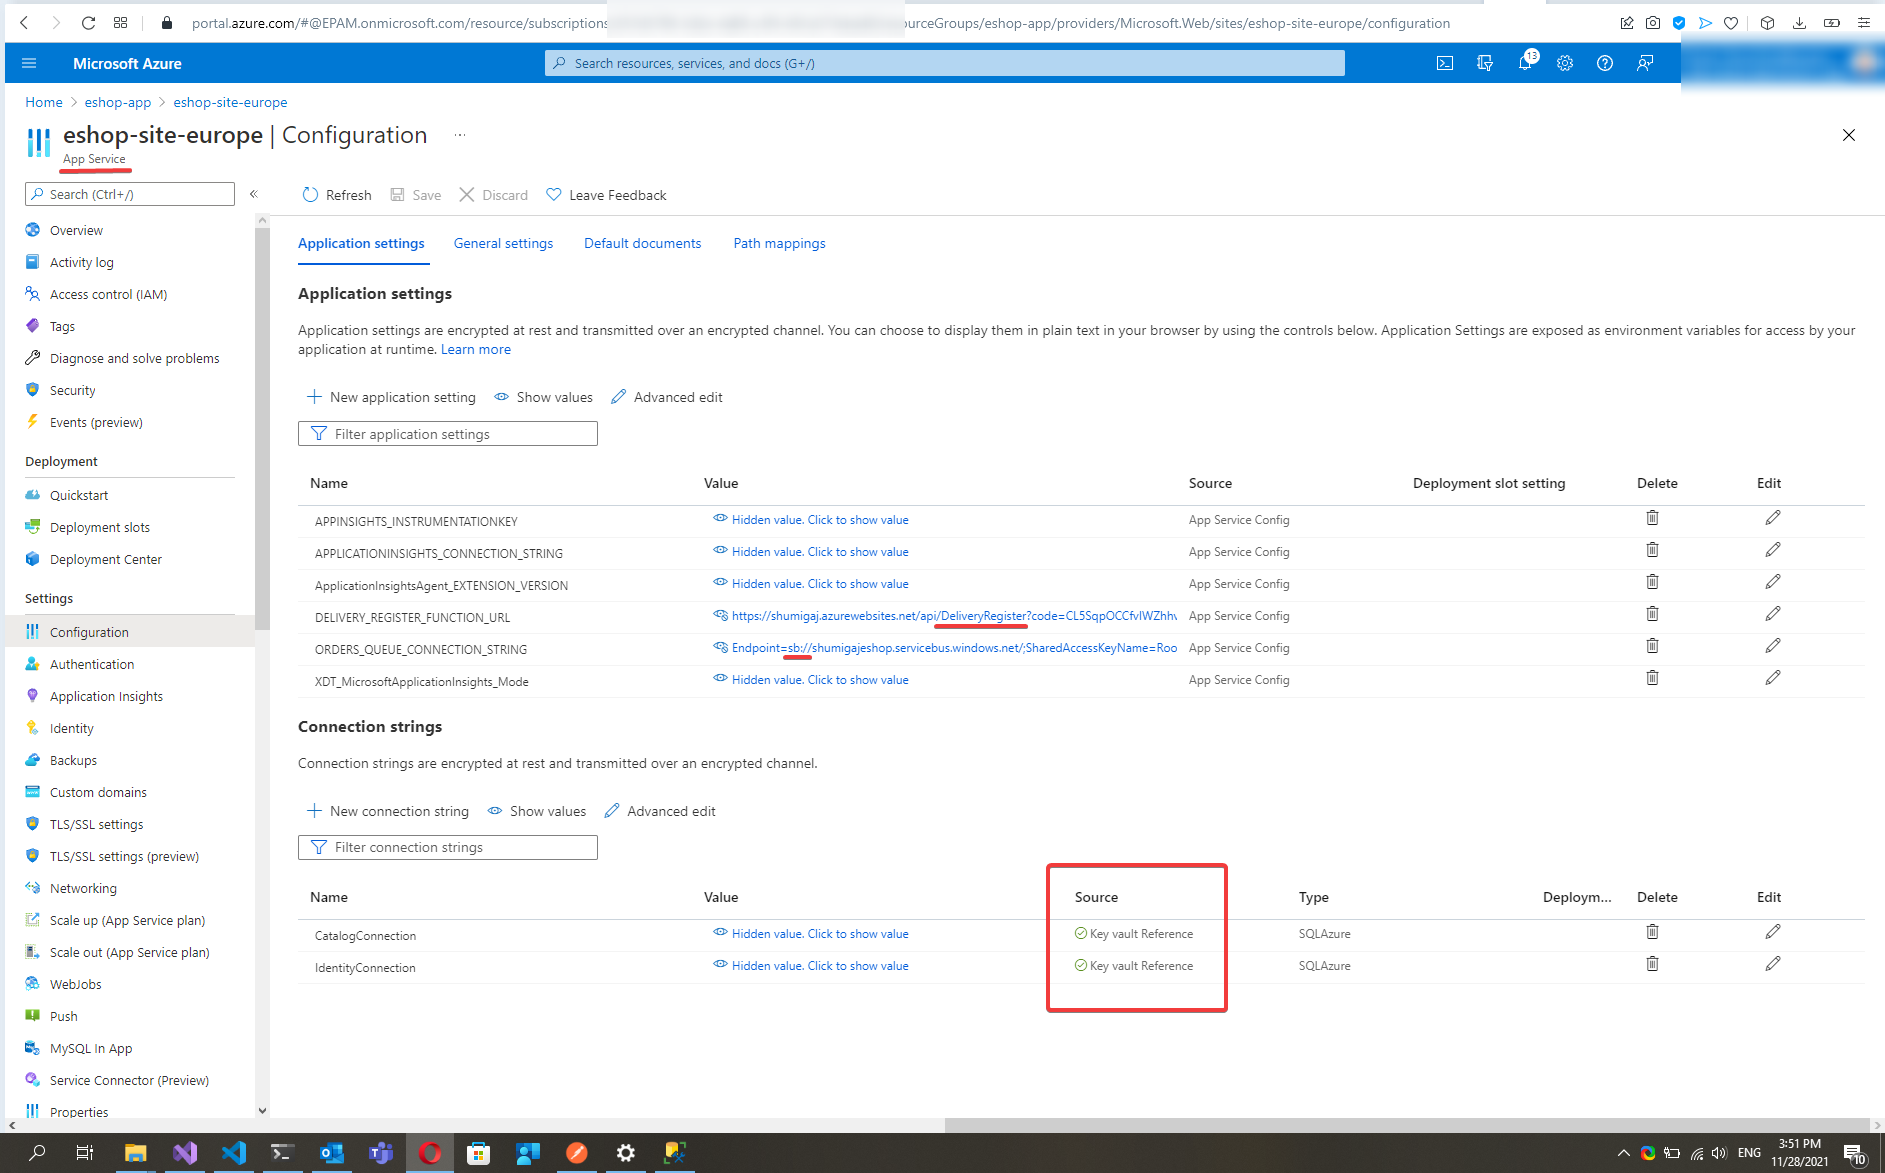 portal.azure.com/#@EPAM.onmicrosoft.com/resource/subscriptions
ourceGroups/eshop-app/providers/Microsoft.Web/sites/eshop-site-europe/configuration
Microsoft Azure
Search resources, services, and docs (G+/)
13
Home > eshop-app > eshop-site-europe
eshop-site-europe | Configuration ...
App Service
Search (Ctrl+/)
«
Refresh
Save
Discard
Leave Feedback
Overview
Activity log
Access control (IAM)
Tags
Diagnose and solve problems
Security
Events (preview)
Deployment
Quickstart
Deployment slots
Deployment Center
Settings
Configuration
Authentication
Application Insights
Identity
Backups
Custom domains
TLS/SSL settings
TLS/SSL settings (preview)
Networking
Scale up (App Service plan)
Scale out (App Service plan)
WebJobs
Push
MySQL In App
Service Connector (Preview)
Properties
Application settings
General settings
Default documents
Path mappings
Application settings
Application settings are encrypted at rest and transmitted over an encrypted channel. You can choose to display them in plain text in your browser by using the controls below. Application Settings are exposed as environment variables for access by your
application at runtime. Learn more
New application setting
Show values
Advanced edit
Filter application settings
Name Value Source Deployment slot setting Delete Edit
APPINSIGHTS_INSTRUMENTATIONKEY Hidden value. Click to show value App Service Config
APPLICATIONINSIGHTS_CONNECTION_STRING Hidden value. Click to show value App Service Config
ApplicationInsightsAgent_EXTENSION_VERSION Hidden value. Click to show value App Service Config
DELIVERY_REGISTER_FUNCTION_URL https://shumigaj.azurewebsites.net/api/DeliveryRegister?code=CL5SqpOCCfvIWZhhv App Service Config
ORDERS_QUEUE_CONNECTION_STRING Endpoint=sb://shumigajeshop.servicebus.windows.net/;SharedAccessKeyName=Roo App Service Config
XDT_MicrosoftApplicationInsights_Mode Hidden value. Click to show value App Service Config
Connection strings
Connection strings are encrypted at rest and transmitted over an encrypted channel.
New connection string
Show values
Advanced edit
Filter connection strings
Name Value Source Type Deploym... Delete Edit
CatalogConnection Hidden value. Click to show value Key vault Reference SQLAzure
IdentityConnection Hidden value. Click to show value Key vault Reference SQLAzure
ENG
3:51 PM
11/28/2021
10